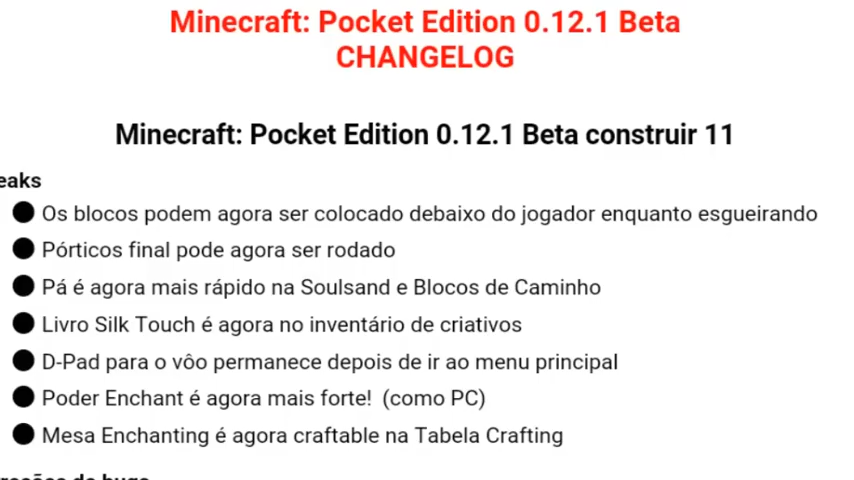 Minecraft: Pocket Edition 0.12.1 Beta
CHANGELOG
Minecraft: Pocket Edition 0.12.1 Beta construir 11
eaks
Os blocos podem agora ser colocado debaixo do jogador enquanto esgueirando
Pórticos final pode agora ser rodado
Pá é agora mais rápido na Soulsand e Blocos de Caminho
Livro Silk Touch é agora no inventário de criativos
D-Pad para o vôo permanece depois de ir ao menu principal
Poder Enchant é agora mais forte! (como PC)
Mesa Enchanting é agora craftable na Tabela Crafting